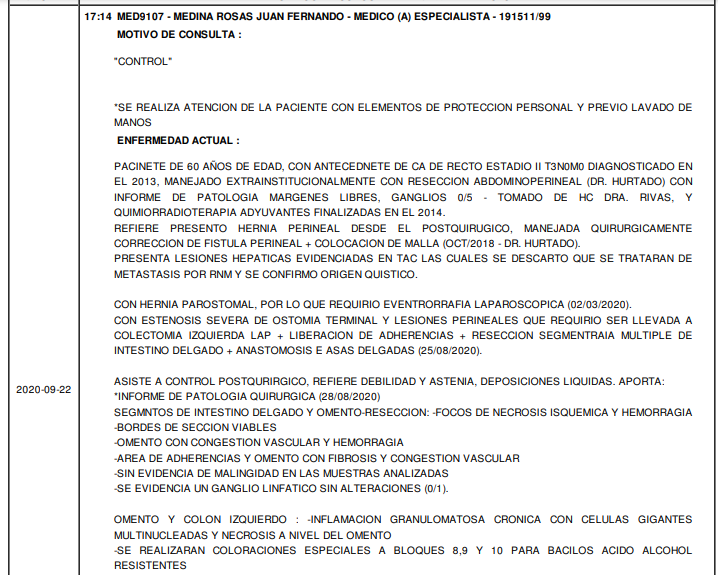 17:14 MED9107 - MEDINA ROSAS JUAN FERNANDO - MEDICO (A) ESPECIALISTA - 191511/99
MOTIVO DE CONSULTA :
"CONTROL"
*SE REALIZA ATENCION DE LA PACIENTE CON ELEMENTOS DE PROTECCION PERSONAL Y PREVIO LAVADO DE
MANOS
ENFERMEDAD ACTUAL :
PACINETE DE 60 AÑOS DE EDAD, CON ANTECEDNETE DE CA DE RECTO ESTADIO II T3N0M0 DIAGNOSTICADO EN
EL 2013, MANEJADO EXTRAINSTITUCIONALMENTE CON RESECCION ABDOMINOPERINEAL (DR. HURTADO) CON
INFORME DE PATOLOGIA MARGENES LIBRES, GANGLIOS 0/5 - TOMADO DE HC DRA. RIVAS, Y
QUIMIORRADIOTERAPIA ADYUVANTES FINALIZADAS EN EL 2014.
REFIERE PRESENTO HERNIA PERINEAL DESDE EL POSTQUIRUGICO, MANEJADA QUIRURGICAMENTE
CORRECCION DE FISTULA PERINEAL + COLOCACION DE MALLA (OCT/2018 - DR. HURTADO).
PRESENTA LESIONES HEPATICAS EVIDENCIADAS EN TAC LAS CUALES SE DESCARTO QUE SE TRATARAN DE
METASTASIS POR RNM Y SE CONFIRMO ORIGEN QUISTICO.
CON HERNIA PAROSTOMAL, POR LO QUE REQUIRIO EVENTRORRAFIA LAPAROSCOPICA (02/03/2020).
CON ESTENOSIS SEVERA DE OSTOMIA TERMINAL Y LESIONES PERINEALES QUE REQUIRIO SER LLEVADA A
COLECTOMIA IZQUIERDA LAP + LIBERACION DE ADHERENCIAS + RESECCION SEGMENTRAIA MULTIPLE DE
INTESTINO DELGADO + ANASTOMOSIS E ASAS DELGADAS (25/08/2020).
2020-09-22
ASISTE A CONTROL POSTQURIRGICO, REFIERE DEBILIDAD Y ASTENIA, DEPOSICIONES LIQUIDAS. APORTA:
*INFORME DE PATOLOGIA QUIRURGICA (28/08/2020)
SEGMNTOS DE INTESTINO DELGADO Y OMENTO-RESECCION: -FOCOS DE NECROSIS ISQUEMICA Y HEMORRAGIA
-BORDES DE SECCION VIABLES
-OMENTO CON CONGESTION VASCULAR Y HEMORRAGIA
-AREA DE ADHERENCIAS Y OMENTO CON FIBROSIS Y CONGESTION VASCULAR
-SIN EVIDENCIA DE MALINGIDAD EN LAS MUESTRAS ANALIZADAS
-SE EVIDENCIA UN GANGLIO LINFATICO SIN ALTERACIONES (0/1).
OMENTO Y COLON IZQUIERDO : -INFLAMACION GRANULOMATOSA CRONICA CON CELULAS GIGANTES
MULTINUCLEADAS Y NECROSIS A NIVEL DEL OMENTO
-SE REALIZARAN COLORACIONES ESPECIALES A BLOQUES 8,9 Y 10 PARA BACILOS ACIDO ALCOHOL
RESISTENTES